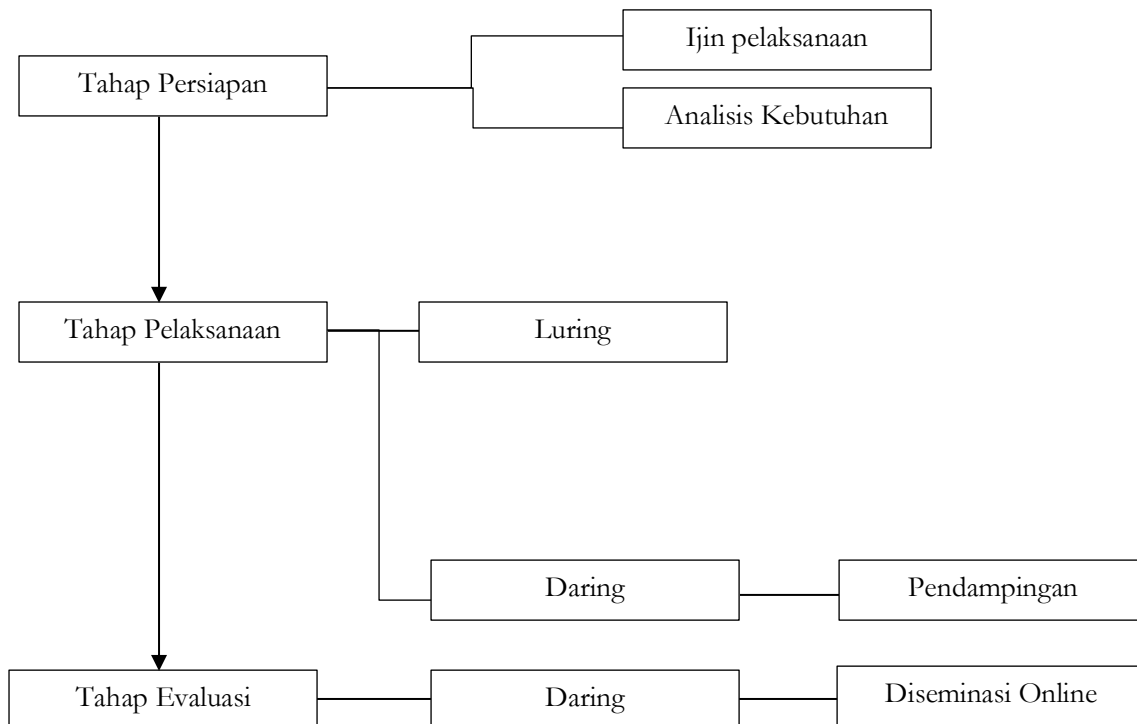 Ijin pelaksanaan
Tahap Persiapan
Analisis Kebutuhan
Tahap Pelaksanaan
Luring
Daring
Pendampingan
Tahap Evaluasi
Daring
Diseminasi Online